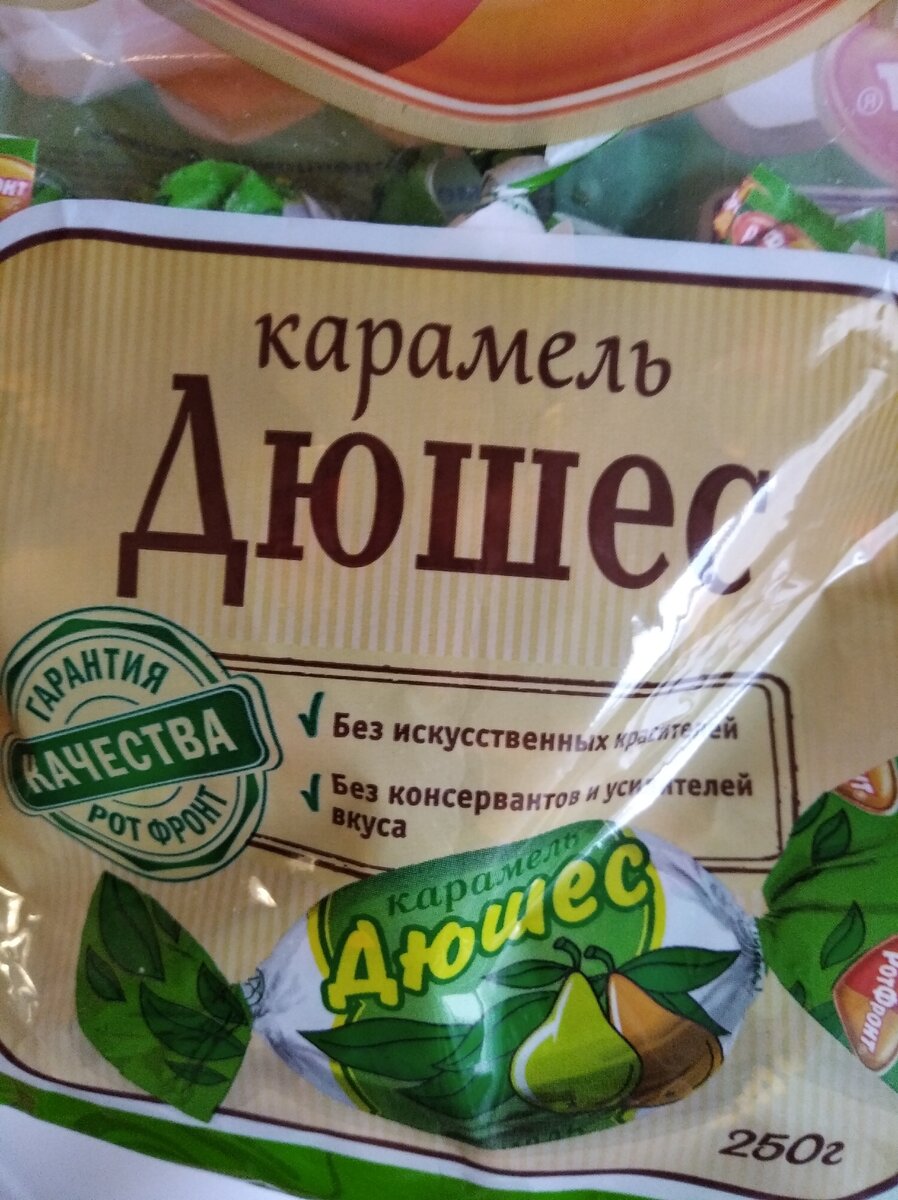 карамель
Дюшес
ГАРАНТИЯ
КАЧЕСТВА
РОТ ФРОНТ
Без искусственных красителей
Без консервантов и усилителей
вкуса
карамель
Дюшес
РотФронт
250г